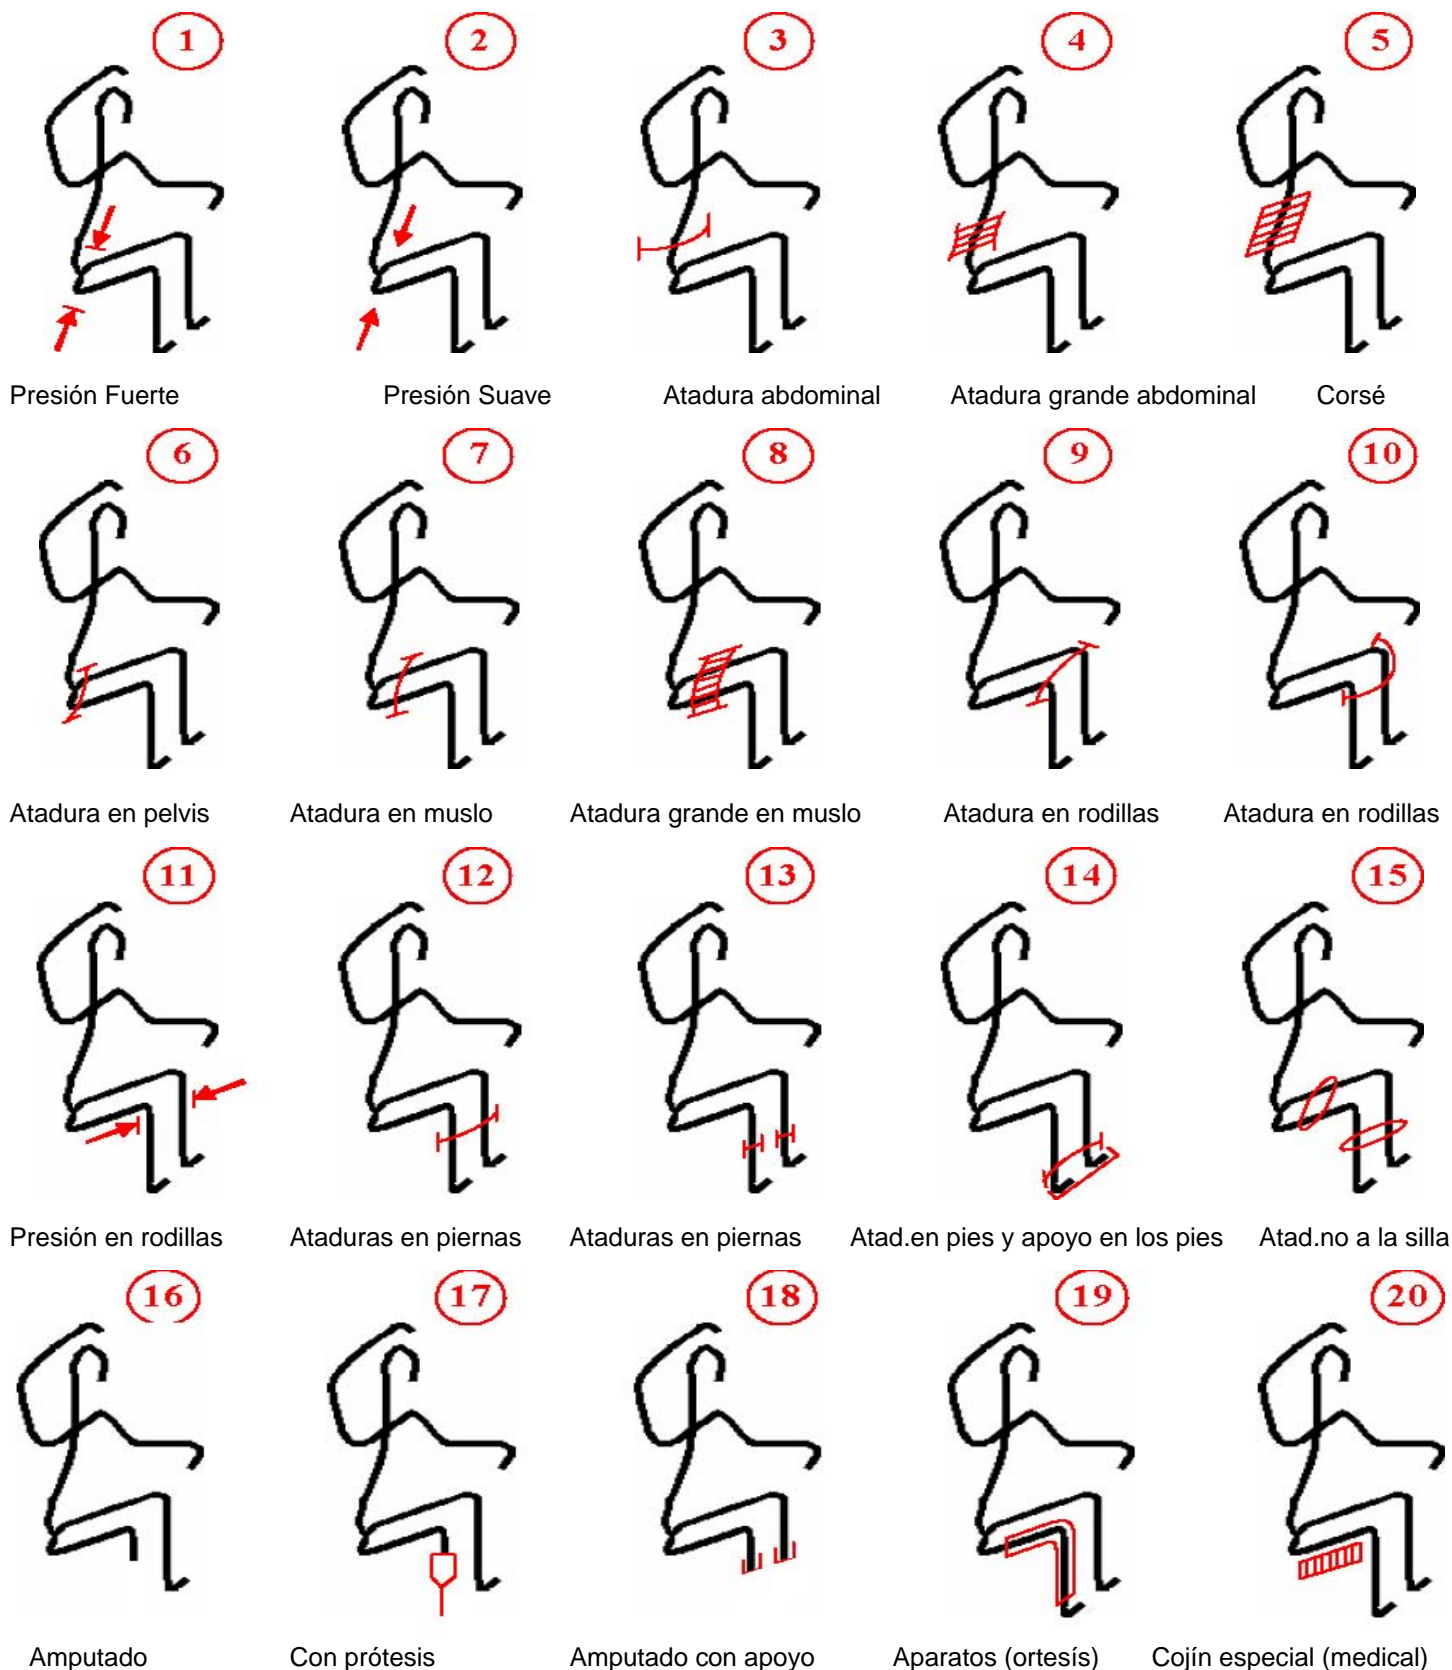 1 2 3 4 5
Presión Fuerte Presión Suave Atadura abdominal Atadura grande abdominal Corsé
6 7 8 9 10
Atadura en pelvis Atadura en muslo Atadura grande en muslo Atadura en rodillas Atadura en rodillas
11 12 13 14 15
Presión en rodillas Ataduras en piernas Ataduras en piernas Atad.en pies y apoyo en los pies Atad.no a la silla
16 17 18 19 20
Amputado Con prótesis Amputado con apoyo Aparatos (ortesís) Cojín especial (medical)